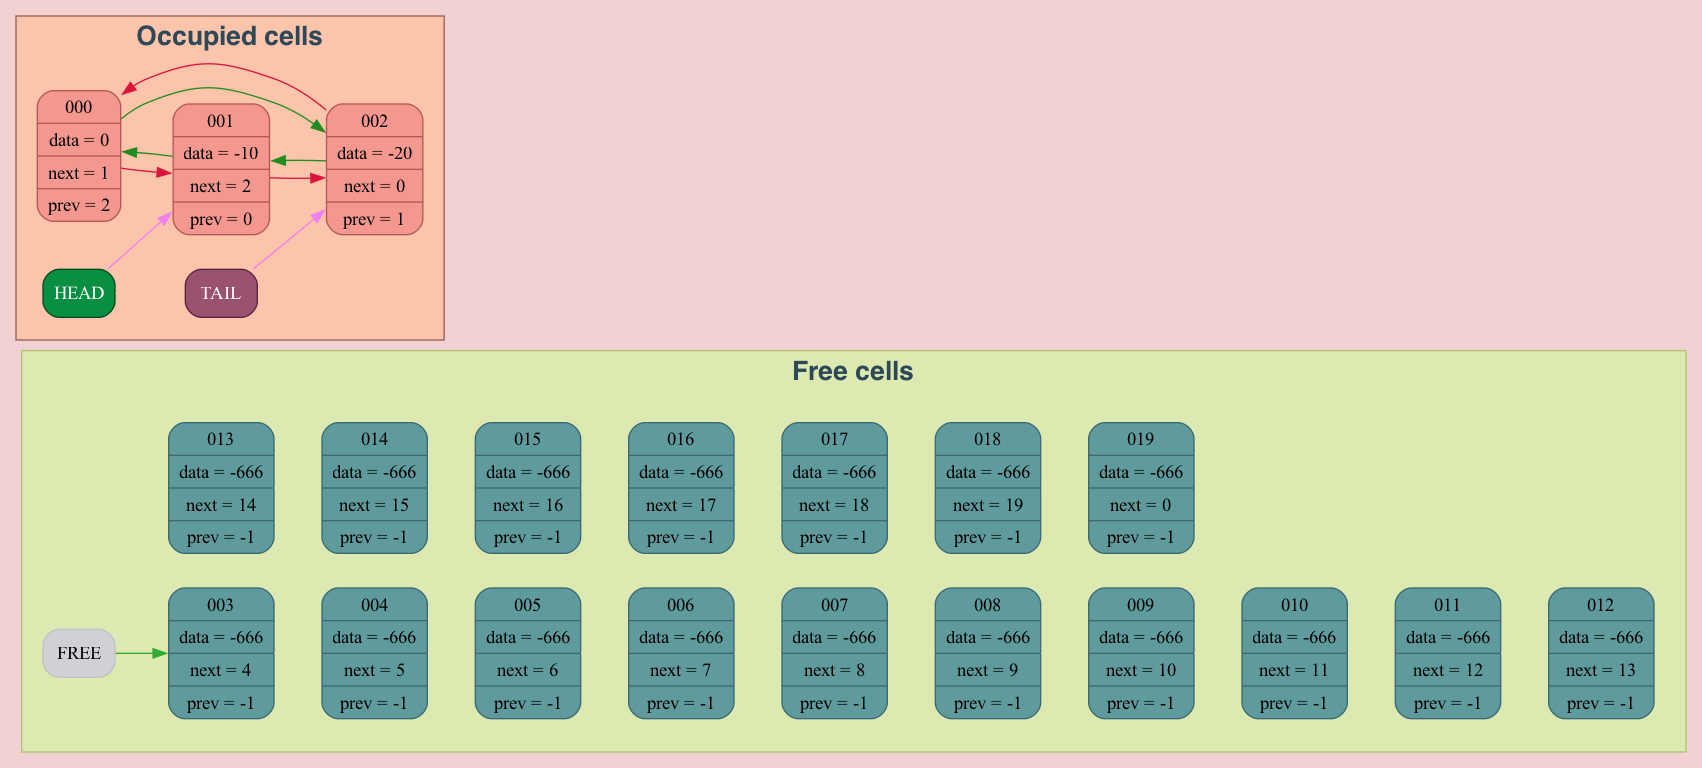 Occupied cells
000
data = 0
next = 1
prev = 2
001
data = -10
next = 2
prev = 0
002
data = -20
next = 0
prev = 1
HEAD
TAIL
Free cells
013
data = -666
next = 14
prev = -1
014
data = -666
next = 15
prev = -1
015
data = -666
next = 16
prev = -1
016
data = -666
next = 17
prev = -1
017
data = -666
next = 18
prev = -1
018
data = -666
next = 19
prev = -1
019
data = -666
next = 0
prev = -1
FREE
003
data = -666
next = 4
prev = -1
004
data = -666
next = 5
prev = -1
005
data = -666
next = 6
prev = -1
006
data = -666
next = 7
prev = -1
007
data = -666
next = 8
prev = -1
008
data = -666
next = 9
prev = -1
009
data = -666
next = 10
prev = -1
010
data = -666
next = 11
prev = -1
011
data = -666
next = 12
prev = -1
012
data = -666
next = 13
prev = -1